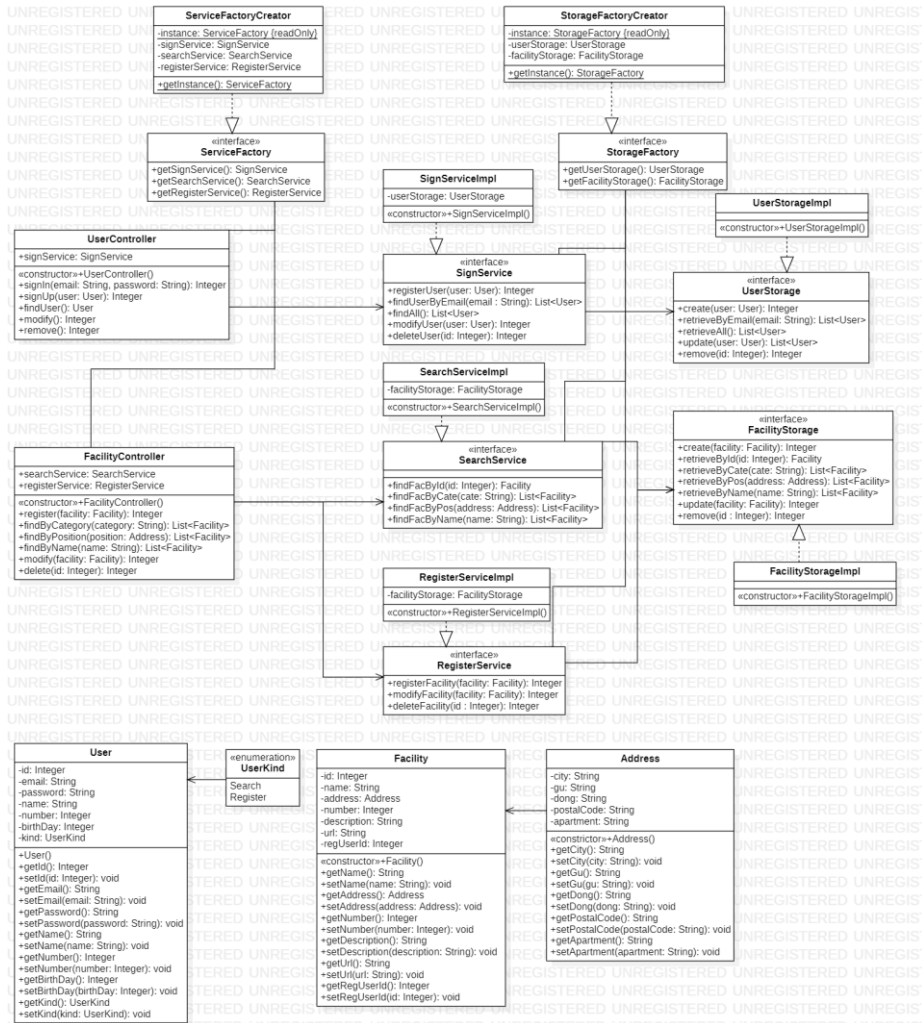 ServiceFactoryCreator
-instance: ServiceFactory {readOnly}
-signService: SignService
-searchService: SearchService
-registerService: RegisterService
+getInstance(): ServiceFactory
StorageFactoryCreator
-instance: StorageFactory {readOnly}
-userStorage: UserStorage
-facilityStorage: FacilityStorage
+getInstance(): StorageFactory
«interface»
ServiceFactory
+getSignService(): SignService
+getSearchService(): SearchService
+getRegisterService(): RegisterService
«interface»
StorageFactory
+getUserStorage(): UserStorage
+getFacilityStorage(): FacilityStorage
SignServiceImpl
-userStorage: UserStorage
«constructor»+SignServiceImpl()
UserStorageImpl
«constructor»+UserStorageImpl()
UserController
+signService: SignService
«constructor»+UserController()
+signIn(email: String, password: String): Integer
+signUp(user: User): Integer
+findUser(): User
+modify(): Integer
+remove(): Integer
«interface»
SignService
+registerUser(user: User): Integer
+findUserByEmail(email : String): List<User>
+findAll(): List<User>
+modifyUser(user: User): Integer
+deleteUser(id: Integer): Integer
«interface»
UserStorage
+create(user: User): Integer
+retrieveByEmail(email: String): List<User>
+retrieveAll(): List<User>
+update(user: User): List<User>
+remove(id: Integer): Integer
SearchServiceImpl
-facilityStorage: FacilityStorage
«constructor»+SearchServiceImpl()
FacilityController
+searchService: SearchService
+registerService: RegisterService
«constructor»+FacilityController()
+register(facility: Facility): Integer
+findByCategory(category: String): List<Facility>
+findByPosition(position: Address): List<Facility>
+findByName(name: String): List<Facility>
+modify(facility: Facility): Integer
+delete(id: Integer): Integer
«interface»
SearchService
+findFacById(id: Integer): Facility
+findFacByCate(cate: String): List<Facility>
+findFacByPos(address: Address): List<Facility>
+findFacByName(name: String): List<Facility>
«interface»
FacilityStorage
+create(facility: Facility): Integer
+retrieveById(id: Integer): Facility
+retrieveByCate(cate: String): List<Facility>
+retrieveByPos(address: Address): List<Facility>
+retrieveByName(name: String): List<Facility>
+update(facility: Facility): Integer
+remove(id : Integer): Integer
FacilityStorageImpl
«constructor»+FacilityStorageImpl()
RegisterServiceImpl
-facilityStorage: FacilityStorage
«constructor»+RegisterServiceImpl()
«interface»
RegisterService
+registerFacility(facility: Facility): Integer
+modifyFacility(facility: Facility): Integer
+deleteFacility(id : Integer): Integer
User
-id: Integer
-email: String
-password: String
-name: String
-number: Integer
-birthDay: Integer
-kind: UserKind
+User()
+getId(): Integer
+setId(id: Integer): void
+getEmail(): String
+setEmail(email: String): void
+getPassword(): String
+setPassword(password: String): void
+getName(): String
+setName(name: String): void
+getNumber(): Integer
+setNumber(number: Integer): void
+getBirthDay(): Integer
+setBirthDay(birthDay: Integer): void
+getKind(): UserKind
+setKind(kind: UserKind): void
«enumeration»
UserKind
Search
Register
Facility
-id: Integer
-name: String
-address: Address
-number: Integer
-description: String
-url: String
-regUserId: Integer
«constructor»+Facility()
+getName(): String
+setName(name: String): void
+getAddress(): Address
+setAddress(address: Address): void
+getNumber(): Integer
+setNumber(number: Integer): void
+getDescription(): String
+setDescription(description: String): void
+getUrl(): String
+setUrl(url: String): void
+getRegUserId(): Integer
+setRegUserId(id: Integer): void
Address
-city: String
-gu: String
-dong: String
-postalCode: String
-apartment: String
«constrictor»+Address()
+getCity(): String
+setCity(city: String): void
+getGu(): String
+setGu(gu: String): void
+getDong(): String
+setDong(dong: String): void
+getPostalCode(): String
+setPostalCode(postalCode: String): void
+getApartment(): String
+setApartment(apartment: String): void